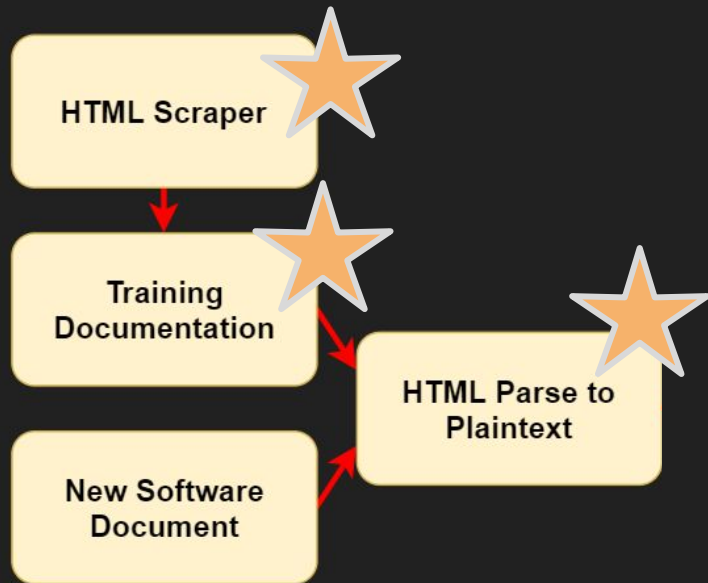 HTML Scraper
Training
Documentation
HTML Parse to
Plaintext
New Software
Document